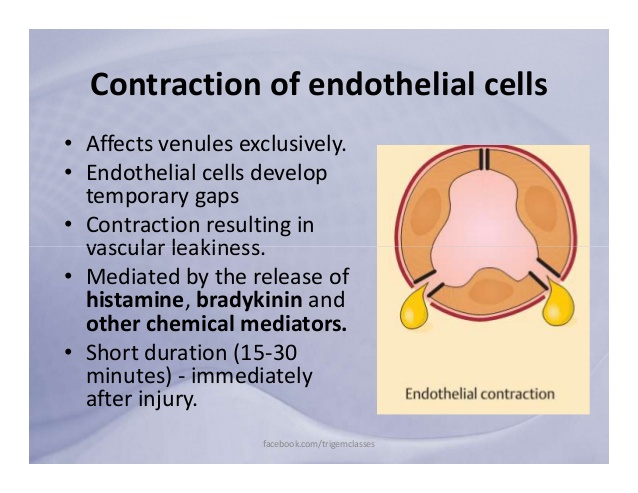 Contraction of endothelial cells
• Affects venules exclusively.
• Endothelial cells develop
temporary gaps
• Contraction resulting in
vascular leakiness.
• Mediated by the release of
histamine, bradykinin and
other chemical mediators.
• Short duration (15-30
minutes) - immediately
after injury.
Endothelial contraction
facebook.com/trigemclasses